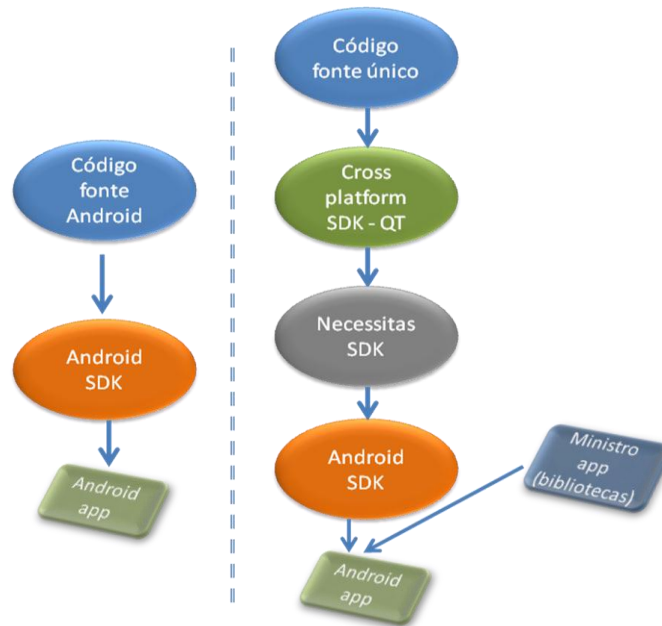 Código
fonte
Android
Android
SDK
Android
app
Código
fonte único
Cross
platform
SDK - QT
Necessitas
SDK
Android
SDK
Ministro
app
(bibliotecas)
Android
app